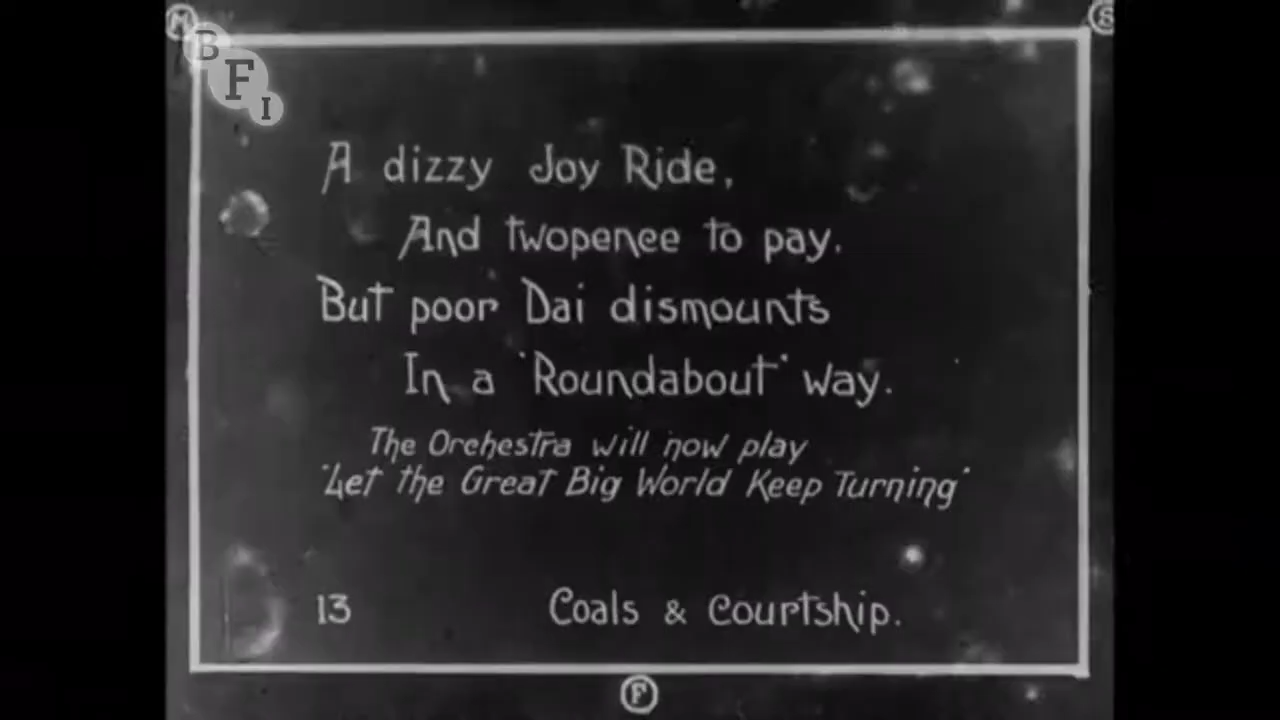 M
S
BFI
A dizzy Joy Ride,
And twopence to pay.
But poor Dai dismounts
In a 'Roundabout' way.
The Orchestra will now play
'Let the Great Big World Keep Turning'
13 Coals & Courtship.
F